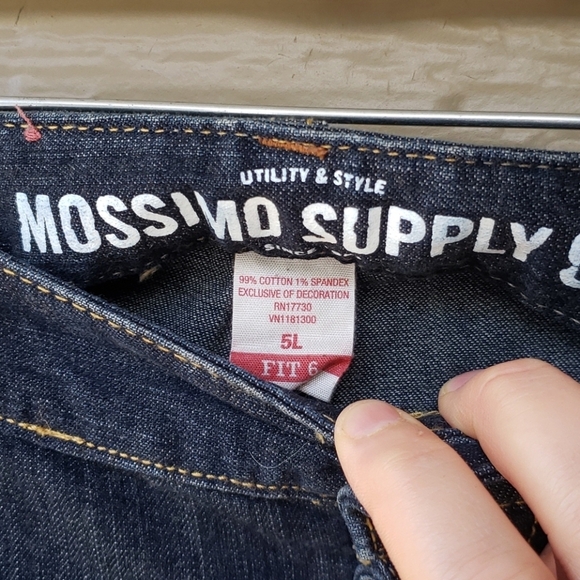 UTILITY & STYLE
MOSSIMO SUPPLY
99% COTTON 1% SPANDEX
EXCLUSIVE OF DECORATION
RN17730
VN1181300
5L
FIT 6